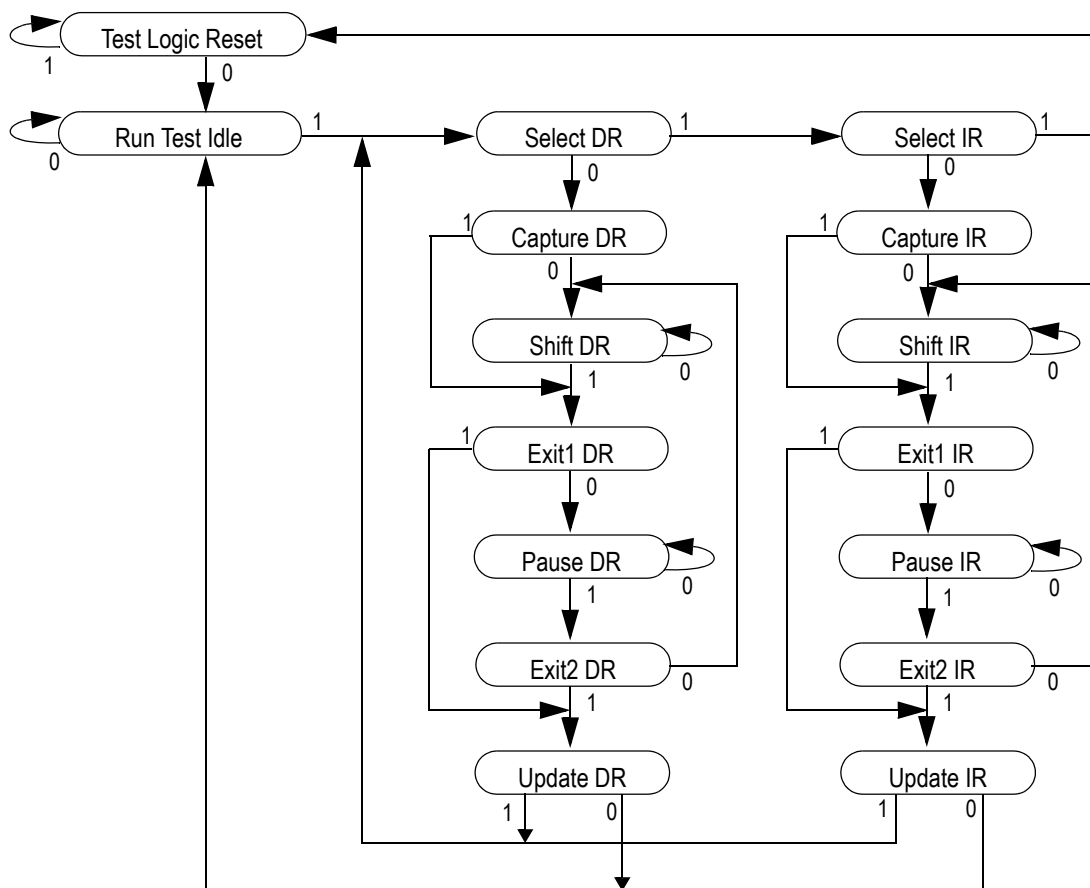 Test Logic Reset
1
0
Run Test Idle
0
1
Select DR
1
Select IR
1
0
0
1
Capture DR
1
Capture IR
0
0
Shift DR
0
Shift IR
0
1
1
1
Exit1 DR
1
Exit1 IR
0
0
Pause DR
0
Pause IR
0
1
1
Exit2 DR
0
Exit2 IR
0
1
1
Update DR
Update IR
1
0
1
0